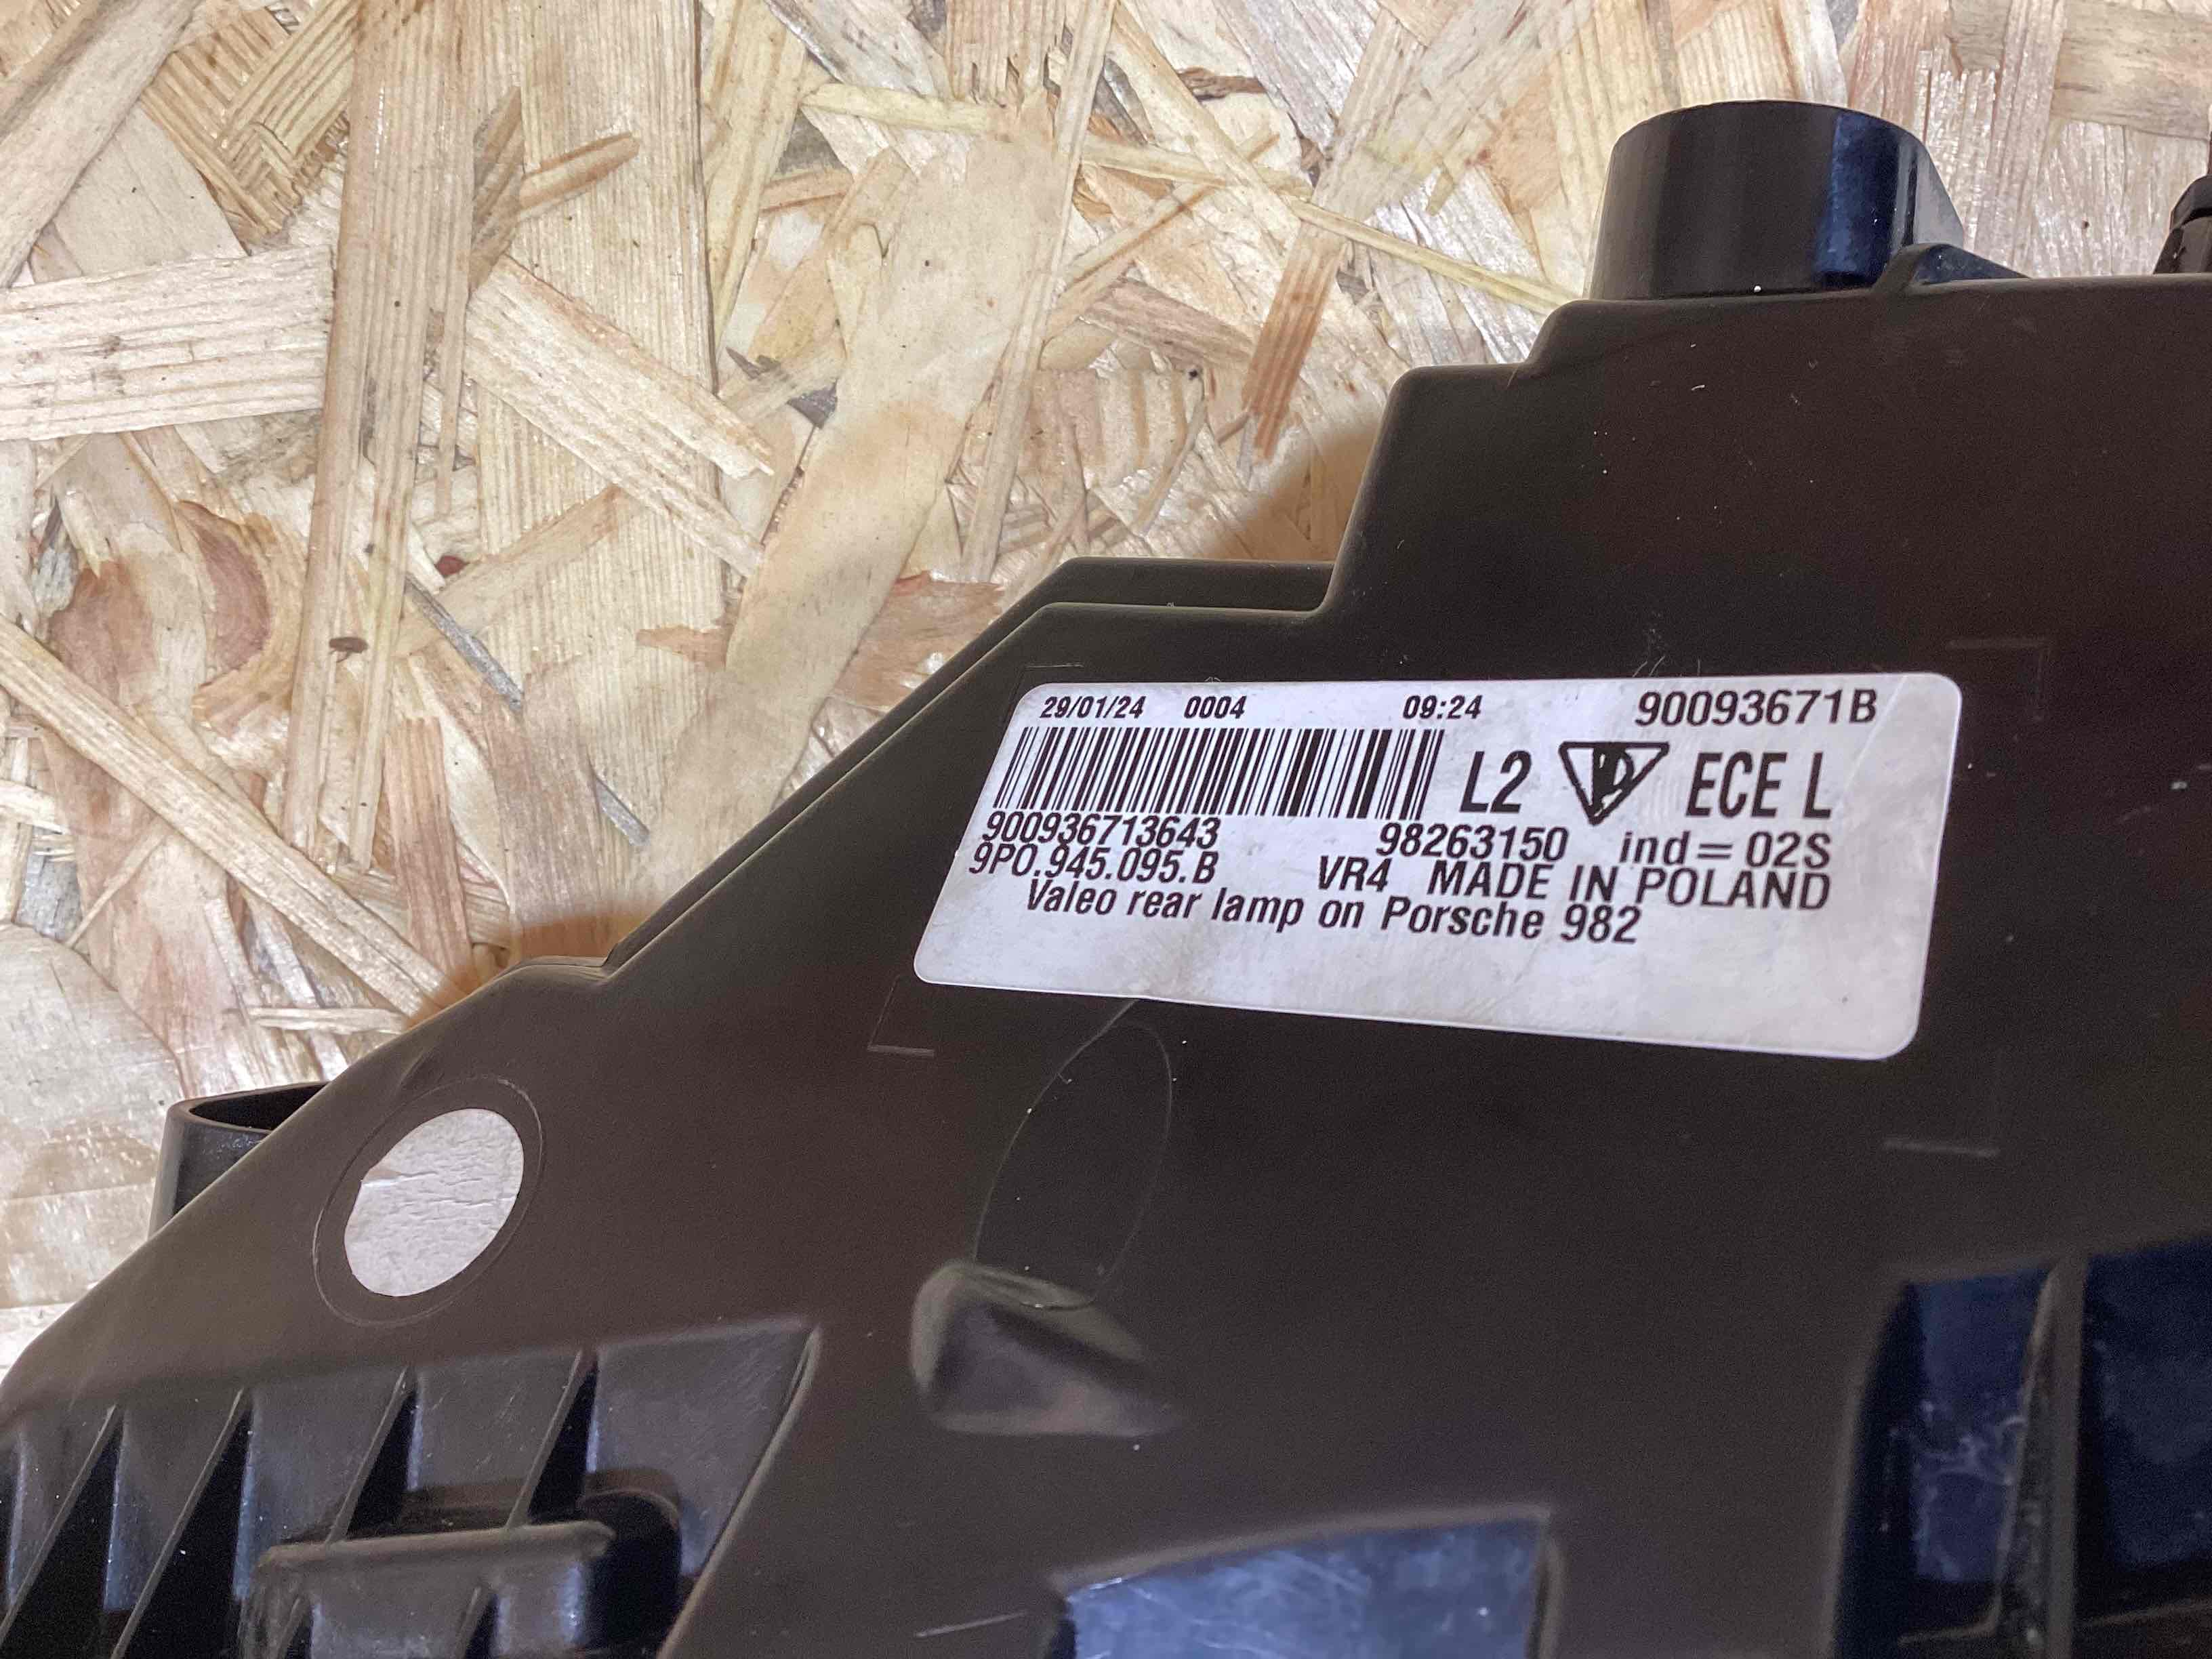 29/01/24 0004 09:24 90093671B
L2 ECE L
900936713643 98263150 ind=02S
9P0.945.095.B VR4 MADE IN POLAND
Valeo rear lamp on Porsche 982